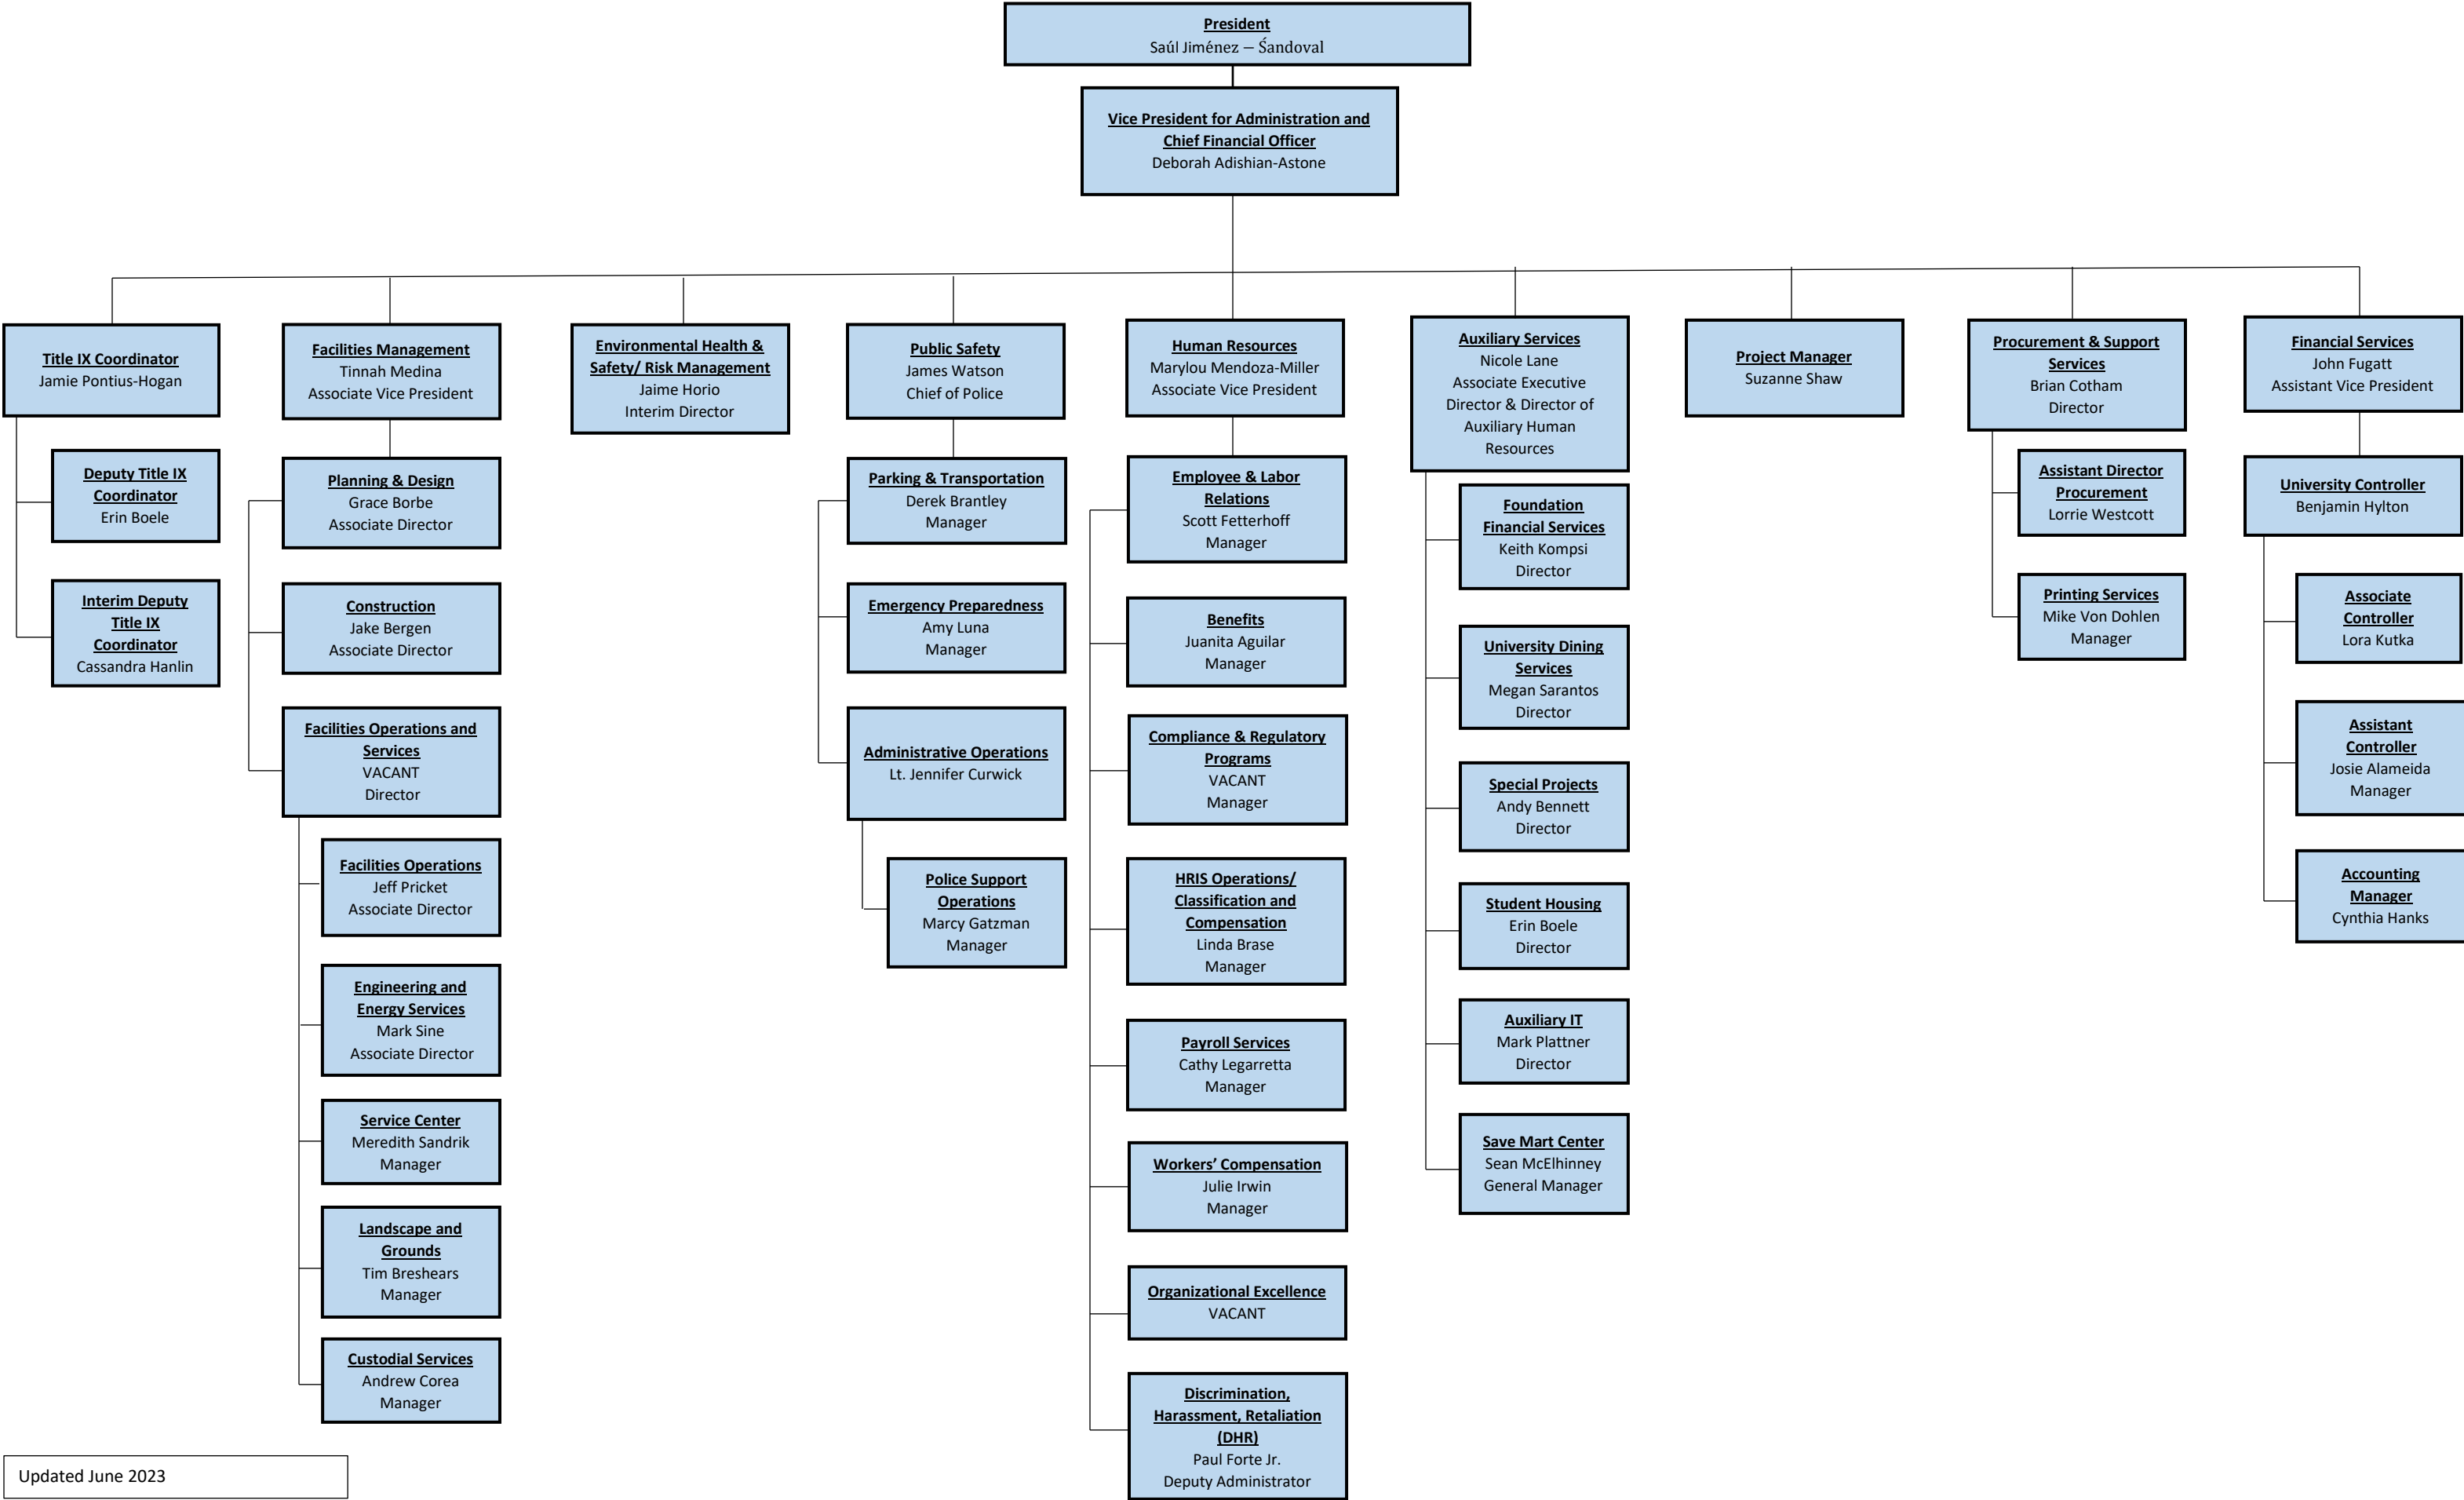 President
Saúl Jiménez – Śandoval
Vice President for Administration and
Chief Financial Officer
Deborah Adishian-Astone
Title IX Coordinator
Jamie Pontius-Hogan
Deputy Title IX
Coordinator
Erin Boele
Interim Deputy
Title IX
Coordinator
Cassandra Hanlin
Facilities Management
Tinnah Medina
Associate Vice President
Planning & Design
Grace Borbe
Associate Director
Construction
Jake Bergen
Associate Director
Facilities Operations and
Services
VACANT
Director
Facilities Operations
Jeff Pricket
Associate Director
Engineering and
Energy Services
Mark Sine
Associate Director
Service Center
Meredith Sandrik
Manager
Landscape and
Grounds
Tim Breshears
Manager
Custodial Services
Andrew Corea
Manager
Environmental Health &
Safety/ Risk Management
Jaime Horio
Interim Director
Public Safety
James Watson
Chief of Police
Parking & Transportation
Derek Brantley
Manager
Emergency Preparedness
Amy Luna
Manager
Administrative Operations
Lt. Jennifer Curwick
Police Support
Operations
Marcy Gatzman
Manager
Human Resources
Marylou Mendoza-Miller
Associate Vice President
Employee & Labor
Relations
Scott Fetterhoff
Manager
Benefits
Juanita Aguilar
Manager
Compliance & Regulatory
Programs
VACANT
Manager
HRIS Operations/
Classification and
Compensation
Linda Brase
Manager
Payroll Services
Cathy Legarretta
Manager
Workers’ Compensation
Julie Irwin
Manager
Organizational Excellence
VACANT
Discrimination,
Harassment, Retaliation
(DHR)
Paul Forte Jr.
Deputy Administrator
Auxiliary Services
Nicole Lane
Associate Executive
Director & Director of
Auxiliary Human
Resources
Foundation
Financial Services
Keith Kompsi
Director
University Dining
Services
Megan Sarantos
Director
Special Projects
Andy Bennett
Director
Student Housing
Erin Boele
Director
Auxiliary IT
Mark Plattner
Director
Save Mart Center
Sean McElhinney
General Manager
Project Manager
Suzanne Shaw
Procurement & Support
Services
Brian Cotham
Director
Assistant Director
Procurement
Lorrie Westcott
Printing Services
Mike Von Dohlen
Manager
Financial Services
John Fugatt
Assistant Vice President
University Controller
Benjamin Hylton
Associate
Controller
Lora Kutka
Assistant
Controller
Josie Alameida
Manager
Accounting
Manager
Cynthia Hanks
Updated June 2023